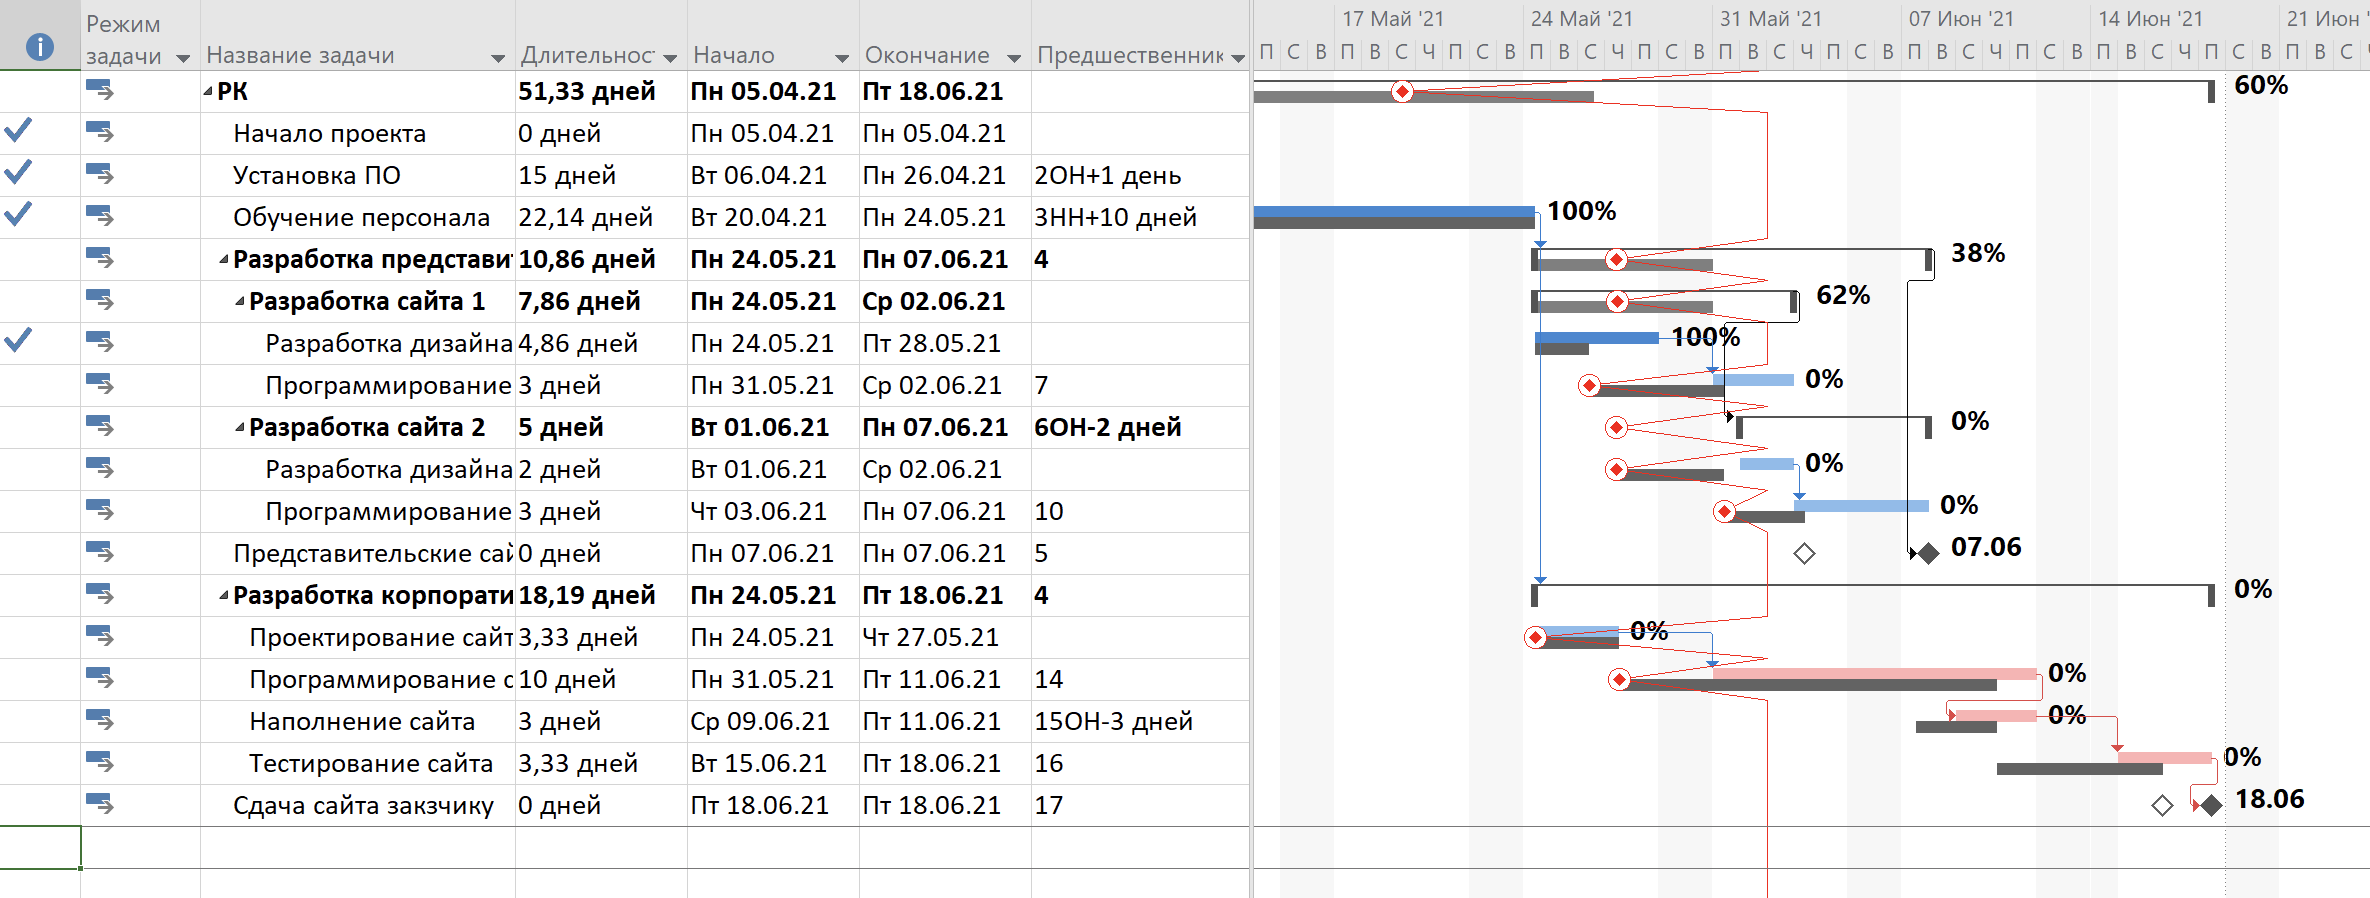 17 Май '21 24 Май '21 31 Май '21 07 Июн '21 14 Июн '21 21 Июн '
Режим задачи Название задачи Длительнос Начало Окончание Предшественник
П С В П В С Ч П С В П В С Ч П С В П В С Ч П С В П В С Ч П С В П В С Ч П С В П В С
РК 51,33 дней Пн 05.04.21 Пт 18.06.21 60%
Начало проекта 0 дней Пн 05.04.21 Пн 05.04.21
Установка ПО 15 дней Вт 06.04.21 Пн 26.04.21 2ОН+1 день
Обучение персонала 22,14 дней Вт 20.04.21 Пн 24.05.21 3НН+10 дней 100%
Разработка представи 10,86 дней Пн 24.05.21 Пн 07.06.21 4 38%
Разработка сайта 1 7,86 дней Пн 24.05.21 Ср 02.06.21 62%
Разработка дизайна 4,86 дней Пн 24.05.21 Пт 28.05.21 100%
Программирование 3 дней Пн 31.05.21 Ср 02.06.21 7 0%
Разработка сайта 2 5 дней Вт 01.06.21 Пн 07.06.21 6ОН-2 дней 0%
Разработка дизайна 2 дней Вт 01.06.21 Ср 02.06.21 0%
Программирование 3 дней Чт 03.06.21 Пн 07.06.21 10 0%
Представительские сай 0 дней Пн 07.06.21 Пн 07.06.21 5 07.06
Разработка корпорати 18,19 дней Пн 24.05.21 Пт 18.06.21 4 0%
Проектирование сайт 3,33 дней Пн 24.05.21 Чт 27.05.21 0%
Программирование с 10 дней Пн 31.05.21 Пт 11.06.21 14 0%
Наполнение сайта 3 дней Ср 09.06.21 Пт 11.06.21 15ОН-3 дней 0%
Тестирование сайта 3,33 дней Вт 15.06.21 Пт 18.06.21 16 0%
Сдача сайта закзчику 0 дней Пт 18.06.21 Пт 18.06.21 17 18.06